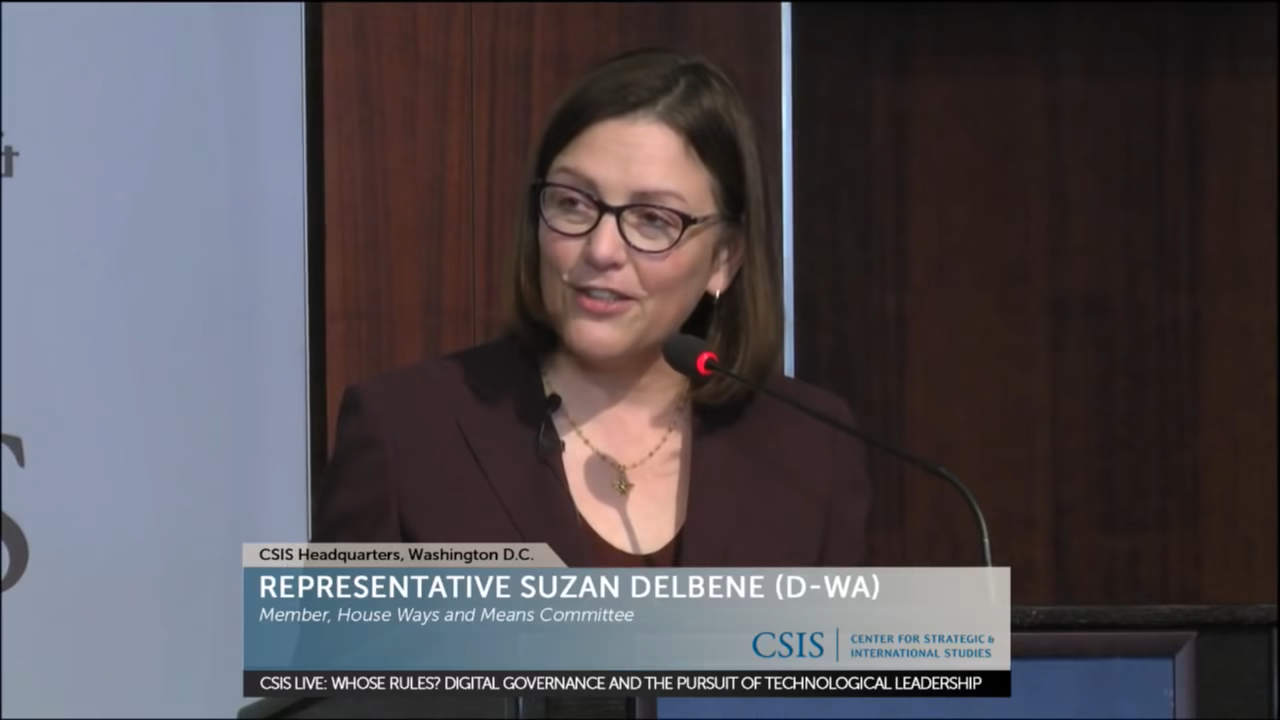 CSIS Headquarters, Washington D.C.
REPRESENTATIVE SUZAN DELBENE (D-WA)
Member, House Ways and Means Committee
CSIS
CENTER FOR STRATEGIC &
INTERNATIONAL STUDIES
CSIS LIVE: WHOSE RULES? DIGITAL GOVERNANCE AND THE PURSUIT OF TECHNOLOGICAL LEADERSHIP